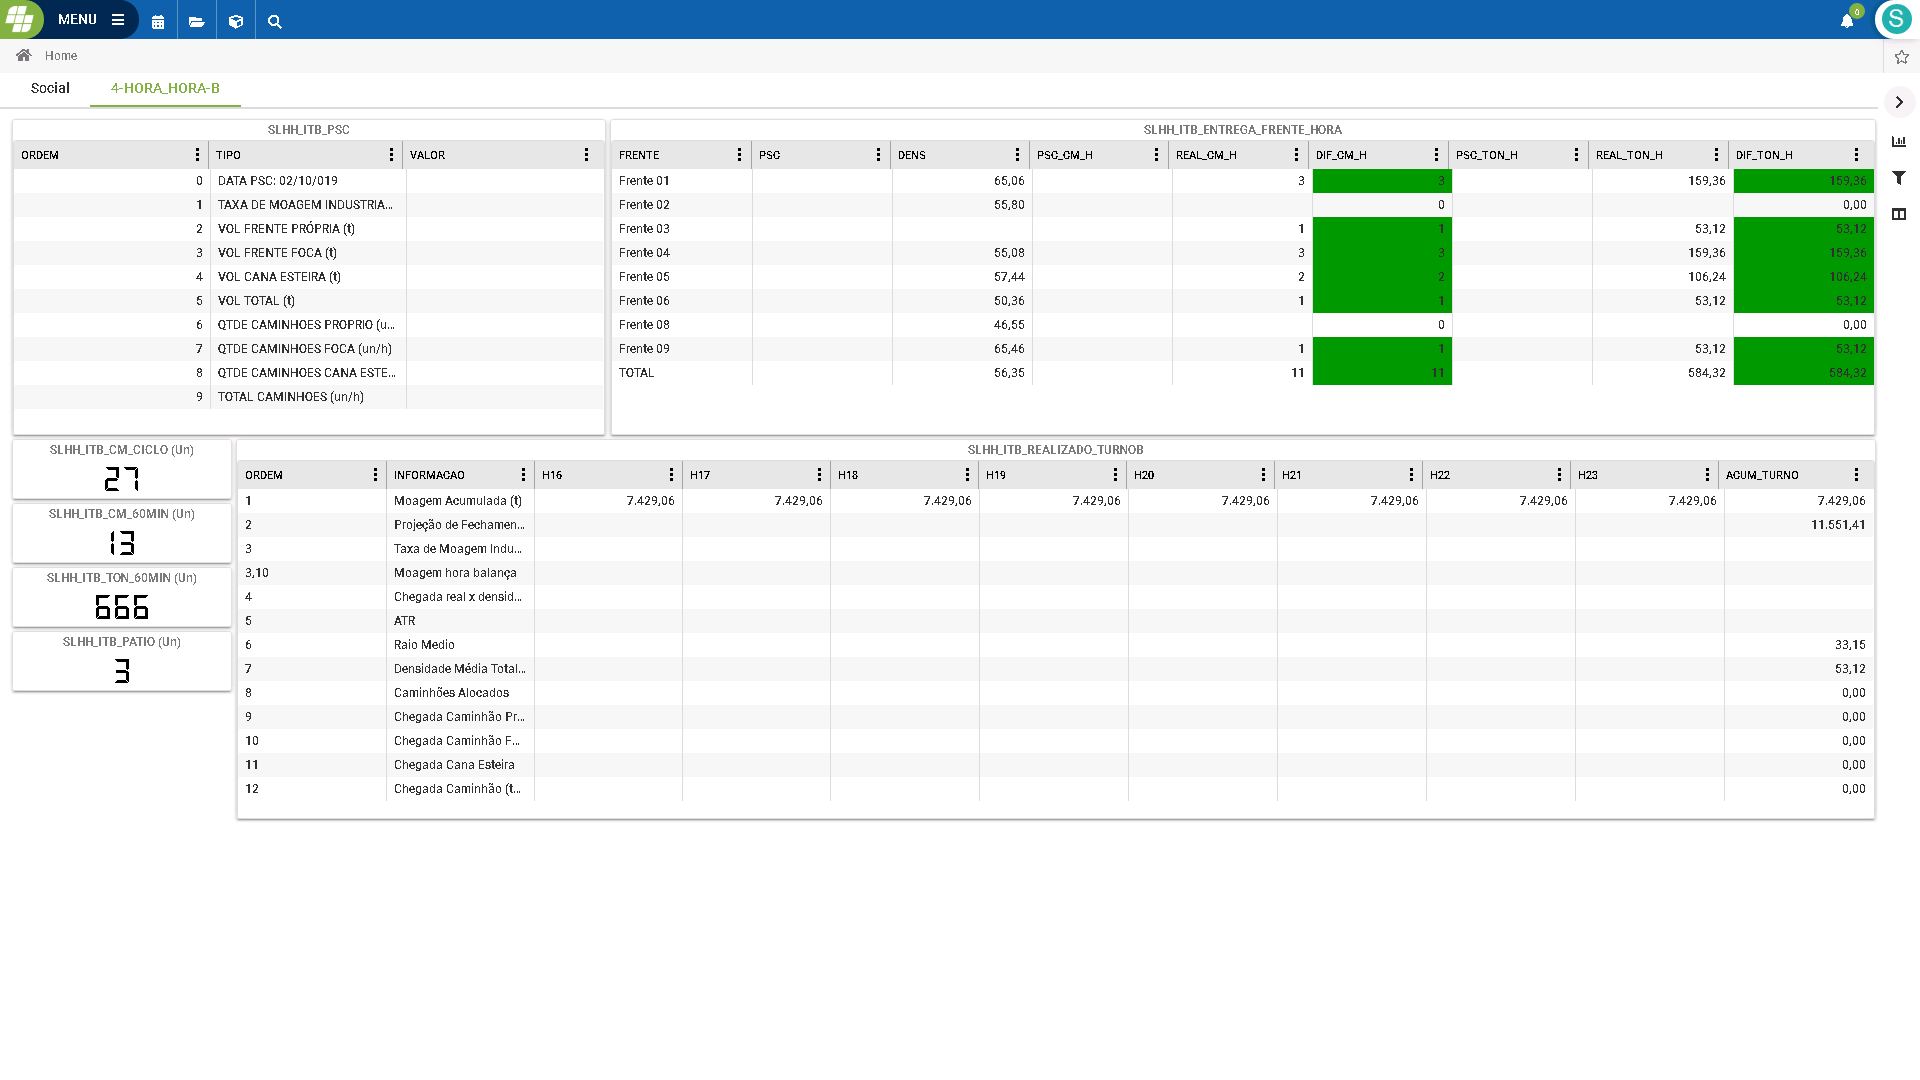 MENU
0
S
Home
Social
4-HORA_HORA-B
SLHH_ITB_PSC
ORDEM TIPO VALOR
0 DATA PSC: 02/10/019
1 TAXA DE MOAGEM INDUSTRIA...
2 VOL FRENTE PRÓPRIA (t)
3 VOL FRENTE FOCA (t)
4 VOL CANA ESTEIRA (t)
5 VOL TOTAL (t)
6 QTDE CAMINHOES PROPRIO (u...
7 QTDE CAMINHOES FOCA (un/h)
8 QTDE CAMINHOES CANA ESTE...
9 TOTAL CAMINHOES (un/h)
SLHH_ITB_ENTREGA_FRENTE_HORA
FRENTE PSC DENS PSC_CM_H REAL_CM_H DIF_CM_H PSC_TON_H REAL_TON_H DIF_TON_H
Frente 01 65,06 3 3 159,36 159,36
Frente 02 55,80 0 0,00
Frente 03 1 1 53,12 53,12
Frente 04 55,08 3 3 159,36 159,36
Frente 05 57,44 2 2 106,24 106,24
Frente 06 50,36 1 1 53,12 53,12
Frente 08 46,55 0 0,00
Frente 09 65,46 1 1 53,12 53,12
TOTAL 56,35 11 11 584,32 584,32
SLHH_ITB_CM_CICLO (Un)
27
SLHH_ITB_CM_60MIN (Un)
13
SLHH_ITB_TON_60MIN (Un)
666
SLHH_ITB_PATIO (Un)
3
SLHH_ITB_REALIZADO_TURNOB
ORDEM INFORMACAO H16 H17 H18 H19 H20 H21 H22 H23 ACUM_TURNO
1 Moagem Acumulada (t) 7.429,06 7.429,06 7.429,06 7.429,06 7.429,06 7.429,06 7.429,06 7.429,06 7.429,06
2 Projeção de Fechamen... 11.551,41
3 Taxa de Moagem Indu...
3,10 Moagem hora balança
4 Chegada real x densid...
5 ATR
6 Raio Medio 33,15
7 Densidade Média Total... 53,12
8 Caminhões Alocados 0,00
9 Chegada Caminhão Pr... 0,00
10 Chegada Caminhão F... 0,00
11 Chegada Cana Esteira 0,00
12 Chegada Caminhão (t... 0,00